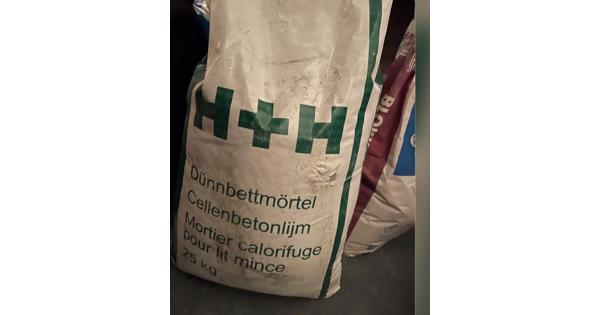 H+H
Dünnbettmörtel
Cellenbetonlijm
Mortier calorifuge
pour lit mince
25 kg